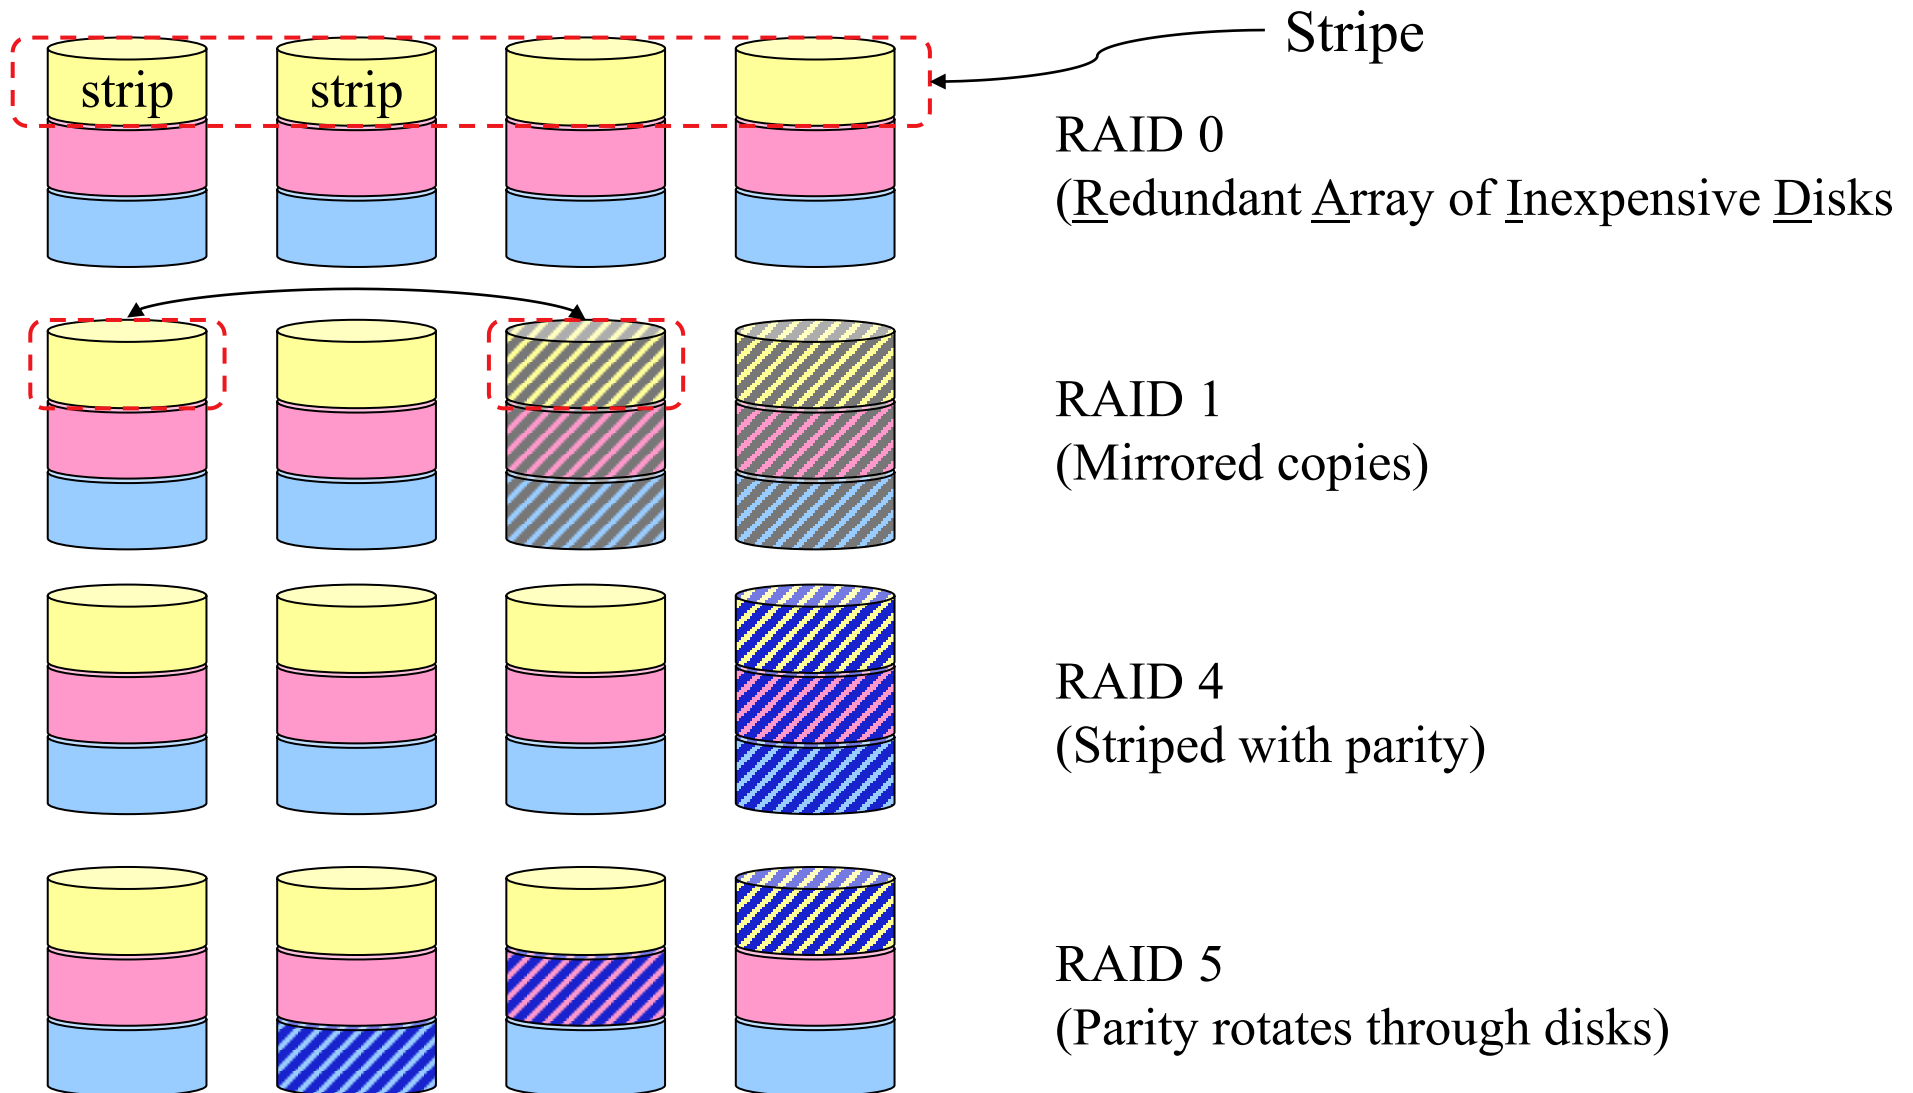 Stripe
strip strip
RAID 0
(Redundant Array of Inexpensive Disks
RAID 1
(Mirrored copies)
RAID 4
(Striped with parity)
RAID 5
(Parity rotates through disks)